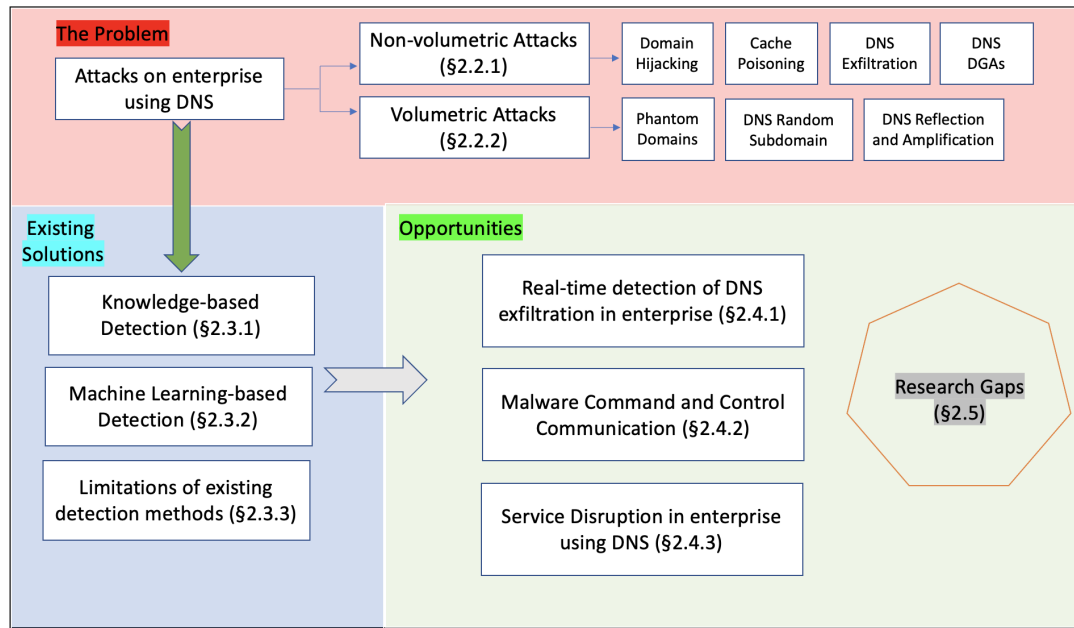 The Problem
Attacks on enterprise
using DNS
Non-volumetric Attacks
(§2.2.1)
Domain
Hijacking
Cache
Poisoning
DNS
Exfiltration
DNS
DGAs
Volumetric Attacks
(§2.2.2)
Phantom
Domains
DNS Random
Subdomain
DNS Reflection
and Amplification
Existing
Solutions
Knowledge-based
Detection (§2.3.1)
Machine Learning-based
Detection (§2.3.2)
Limitations of existing
detection methods (§2.3.3)
Opportunities
Real-time detection of DNS
exfiltration in enterprise (§2.4.1)
Malware Command and Control
Communication (§2.4.2)
Service Disruption in enterprise
using DNS (§2.4.3)
Research Gaps
(§2.5)